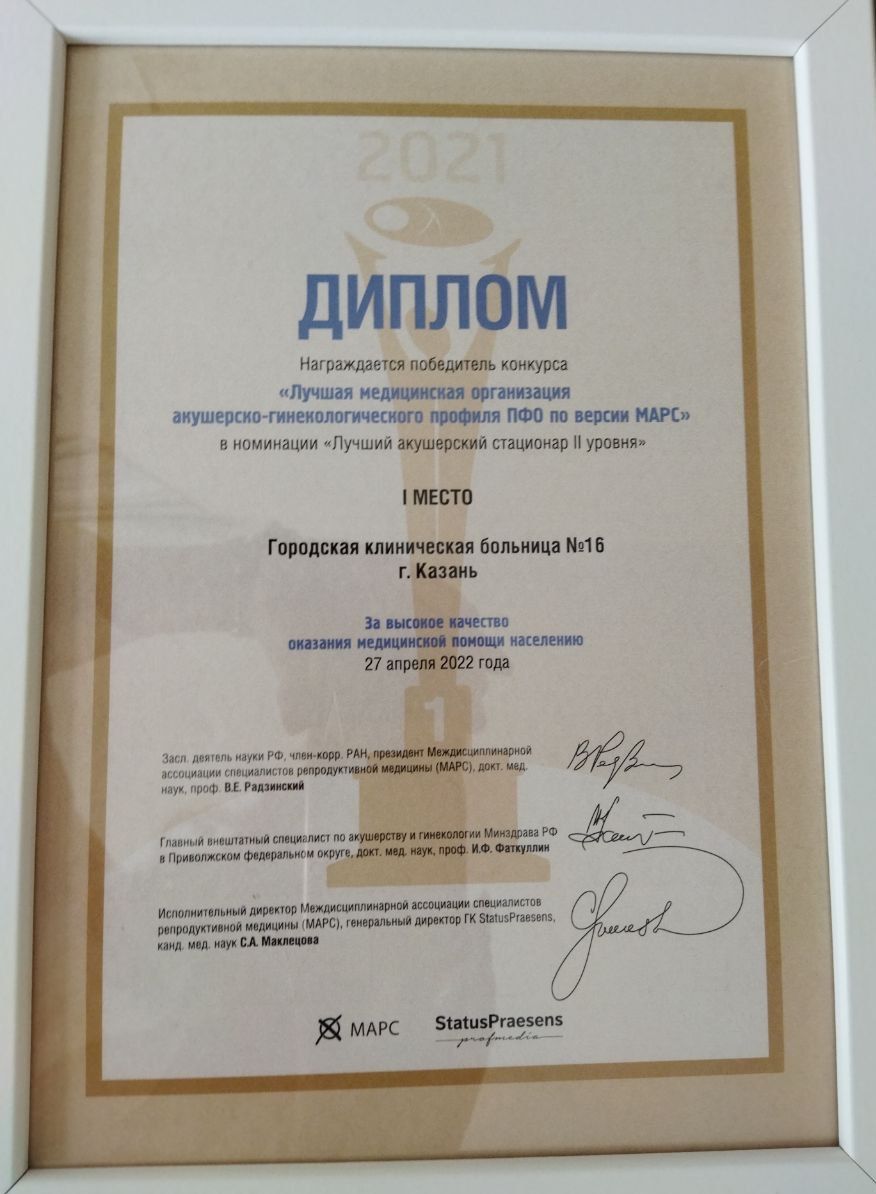 2021
ДИПЛОМ
Награждается победитель конкурса
«Лучшая медицинская организация
акушерско-гинекологического профиля ПФО по версии МАРС»
в номинации «Лучший акушерский стационар II уровня»
I МЕСТО
Городская клиническая больница №16
г. Казань
За высокое качество
оказания медицинской помощи населению
27 апреля 2022 года
1
Засл. деятель науки РФ, член-корр. РАН, президент Междисциплинарной
ассоциации специалистов репродуктивной медицины (МАРС), докт. мед.
наук, проф. В.Е. Радзинский
Главный внештатный специалист по акушерству и гинекологии Минздрава РФ
в Приволжском федеральном округе, докт. мед. наук, проф. И.Ф. Фаткуллин
Исполнительный директор Междисциплинарной ассоциации специалистов
репродуктивной медицины (МАРС), генеральный директор ГК StatusPraesens,
канд. мед. наук С.А. Маклецова
МАРС
StatusPraesens
profmedia